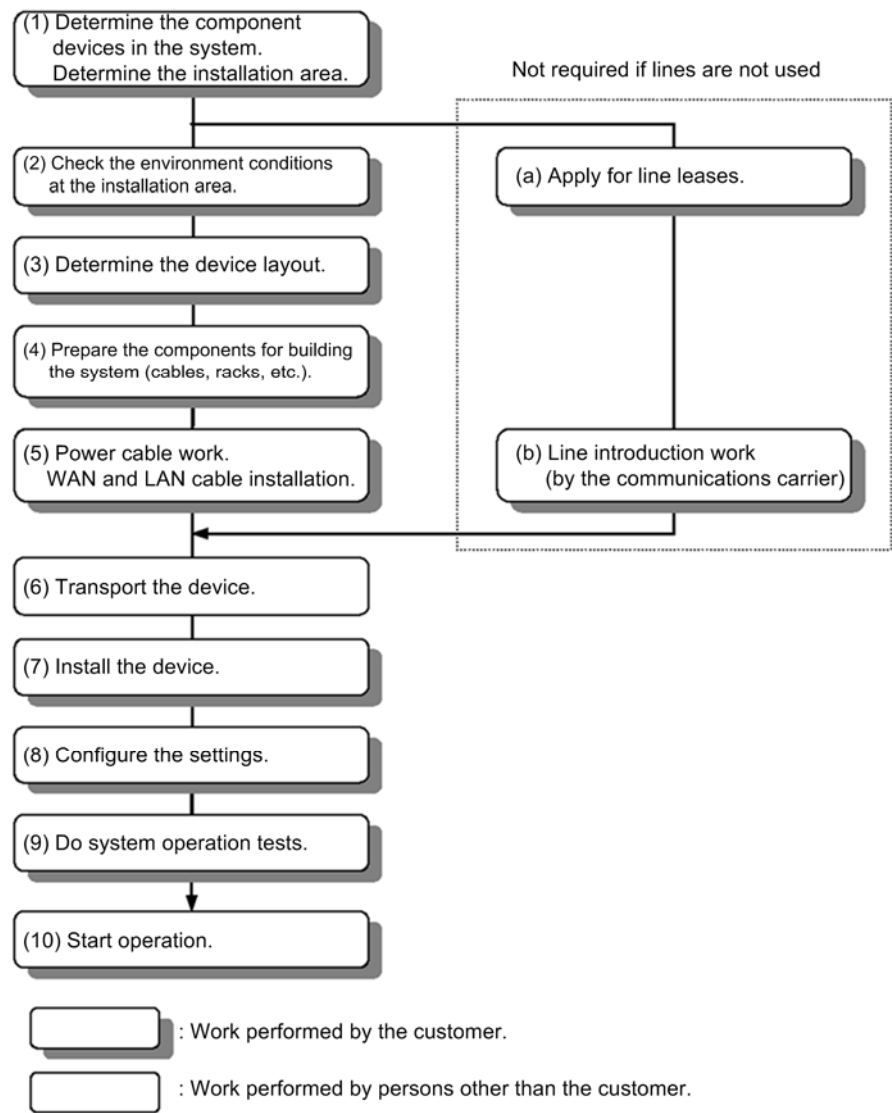 (1) Determine the component
devices in the system.
Determine the installation area.
Not required if lines are not used
(2) Check the environment conditions
at the installation area.
(a) Apply for line leases.
(3) Determine the device layout.
(4) Prepare the components for building
the system (cables, racks, etc.).
(5) Power cable work.
WAN and LAN cable installation.
(b) Line introduction work
(by the communications carrier)
(6) Transport the device.
(7) Install the device.
(8) Configure the settings.
(9) Do system operation tests.
(10) Start operation.
: Work performed by the customer.
: Work performed by persons other than the customer.